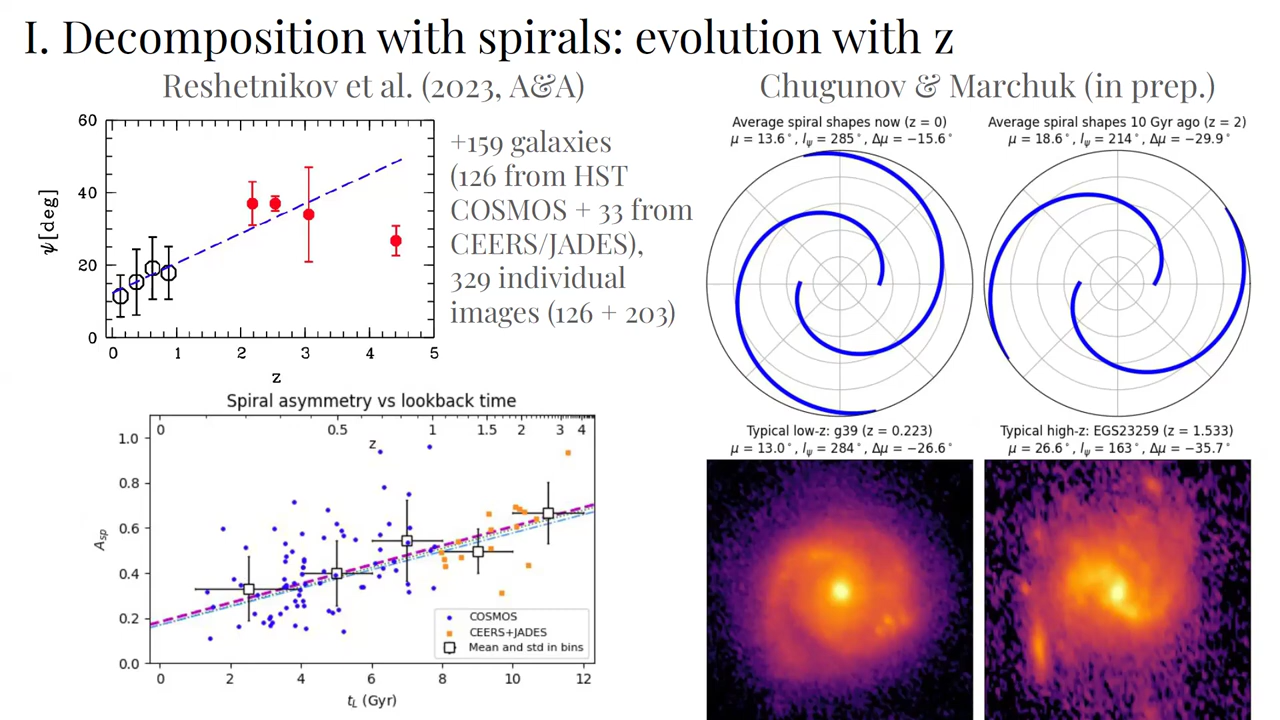 I. Decomposition with spirals: evolution with z
Reshetnikov et al. (2023, A&A)
60
40
20
0
ψ[deg]
0 1 2 3 4 5
z
+159 galaxies
(126 from HST
COSMOS + 33 from
CEERS/JADES),
329 individual
images (126 + 203)
Spiral asymmetry vs lookback time
0 0.5 1 1.5 2 3 4
z
1.0
0.8
0.6
0.4
0.2
0.0
A_sp
COSMOS
CEERS+JADES
Mean and std in bins
0 2 4 6 8 10 12
t_L (Gyr)
Chugunov & Marchuk (in prep.)
Average spiral shapes now (z = 0)
μ = 13.6°, l_ψ = 285°, Δμ = −15.6°
Average spiral shapes 10 Gyr ago (z = 2)
μ = 18.6°, l_ψ = 214°, Δμ = −29.9°
Typical low-z: g39 (z = 0.223)
μ = 13.0°, l_ψ = 284°, Δμ = −26.6°
Typical high-z: EGS23259 (z = 1.533)
μ = 26.6°, l_ψ = 163°, Δμ = −35.7°